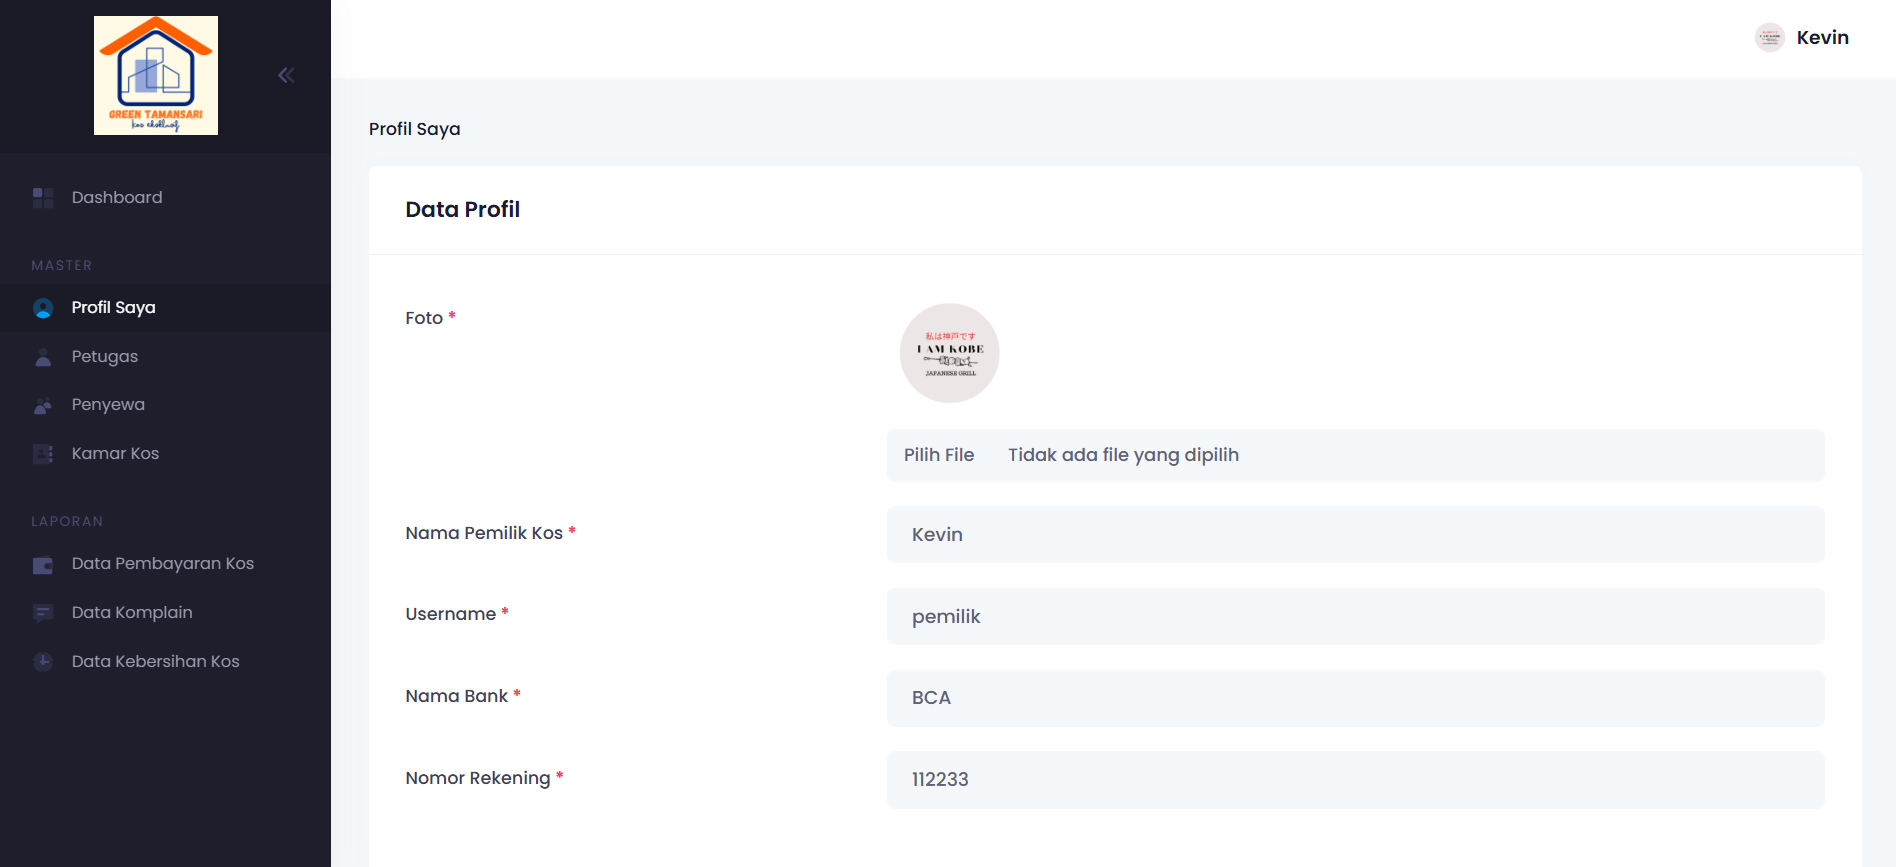 GREEN TAMANSARI
kos eksklusif
Kevin
Dashboard
MASTER
Profil Saya
Petugas
Penyewa
Kamar Kos
LAPORAN
Data Pembayaran Kos
Data Komplain
Data Kebersihan Kos
Profil Saya
Data Profil
Foto *
私は神戸です
I AM KOBE
JAPANESE GRILL
Pilih File Tidak ada file yang dipilih
Nama Pemilik Kos * Kevin
Username * pemilik
Nama Bank * BCA
Nomor Rekening * 112233